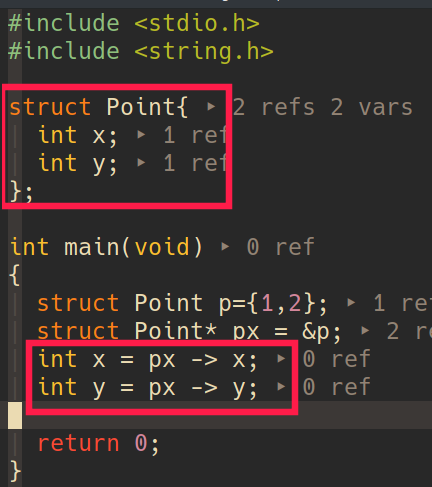 #include <stdio.h>
#include <string.h>
struct Point{ ‣ 2 refs 2 vars
int x; ‣ 1 ref
int y; ‣ 1 ref
};
int main(void) ‣ 0 ref
{
struct Point p={1,2}; ‣ 1 ref
struct Point* px = &p; ‣ 2
int x = px -> x; ‣ 0 ref
int y = px -> y; ‣ 0 ref
return 0;
}